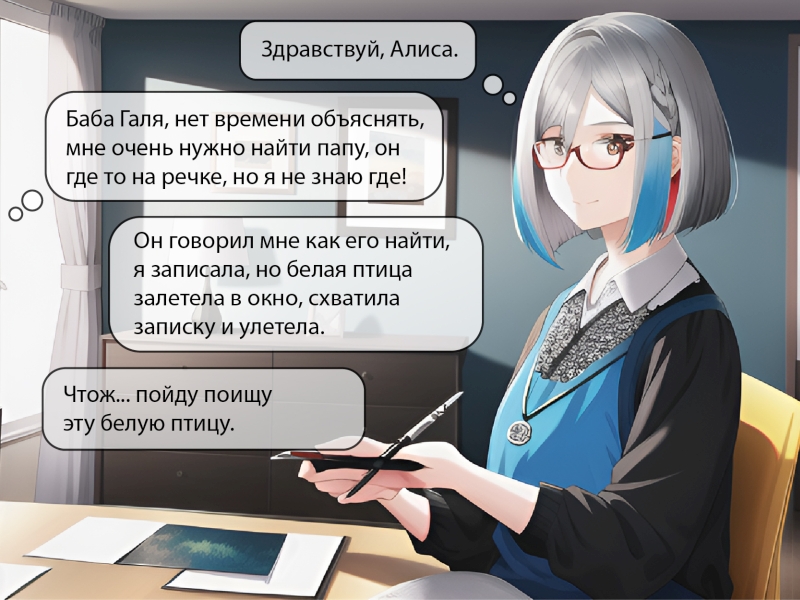 Здравствуй, Алиса.
Баба Галя, нет времени объяснять,
мне очень нужно найти папу, он
где то на речке, но я не знаю где!
Он говорил мне как его найти,
я записала, но белая птица
залетела в окно, схватила
записку и улетела.
Чтож... пойду поищу
эту белую птицу.